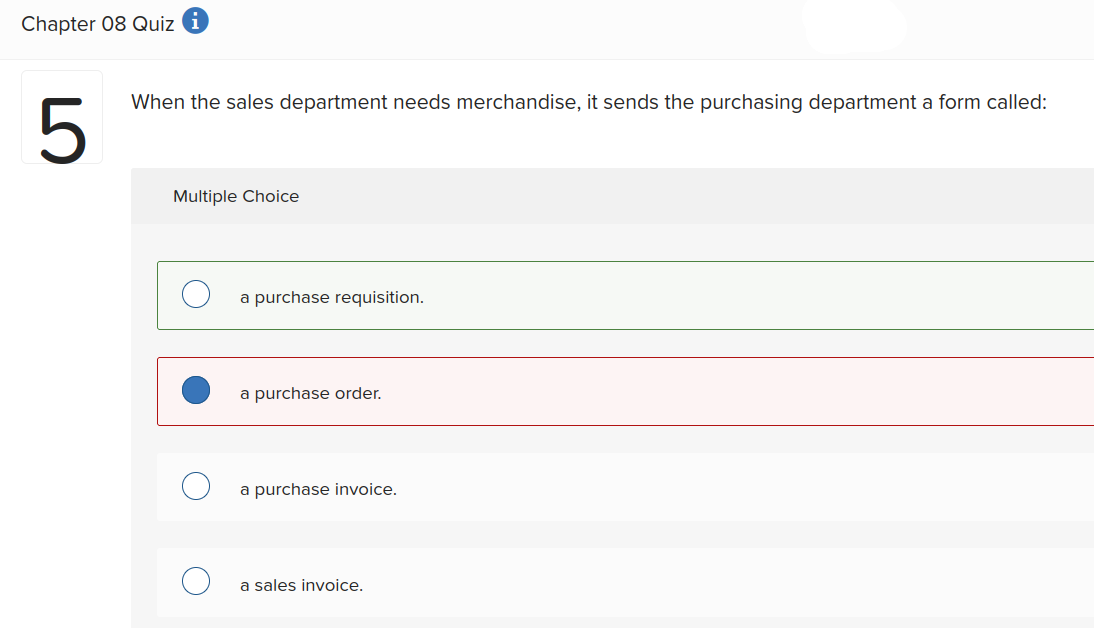 Chapter 08 Quiz i
5
When the sales department needs merchandise, it sends the purchasing department a form called:
Multiple Choice
a purchase requisition.
a purchase order.
a purchase invoice.
a sales invoice.